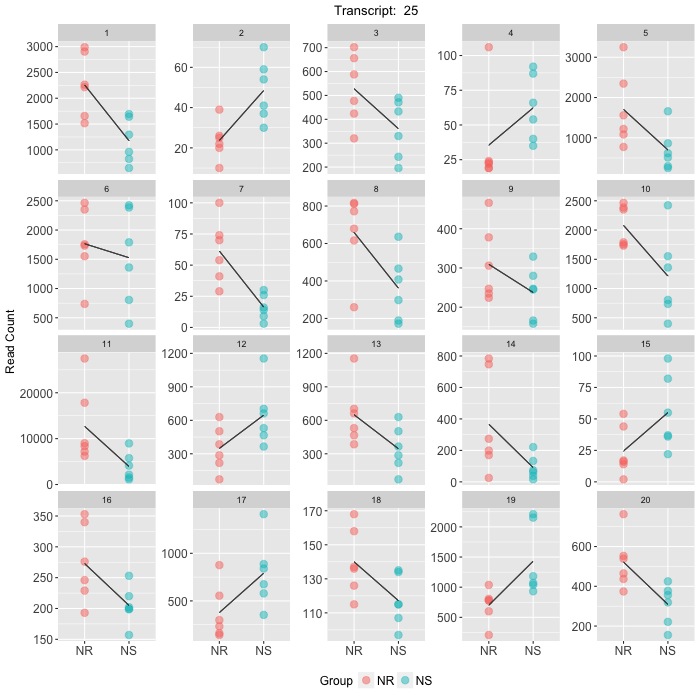 Transcript: 25
1 2 3 4 5
3000 2500 2000 1500 1000
60 40 20
700 600 500 400 300 200
100 75 50 25
3000 2000 1000
6 7 8 9 10
2500 2000 1500 1000 500
100 75 50 25 0
800 600 400 200
400 300 200
2500 2000 1500 1000 500
Read Count
11 12 13 14 15
20000 10000 0
1200 900 600 300
1200 900 600 300
800 600 400 200 0
100 75 50 25 0
16 17 18 19 20
350 300 250 200 150
1000 500
170 150 130 110
2000 1500 1000 500
600 400 200
NR NS NR NS NR NS NR NS NR NS
Group NR NS